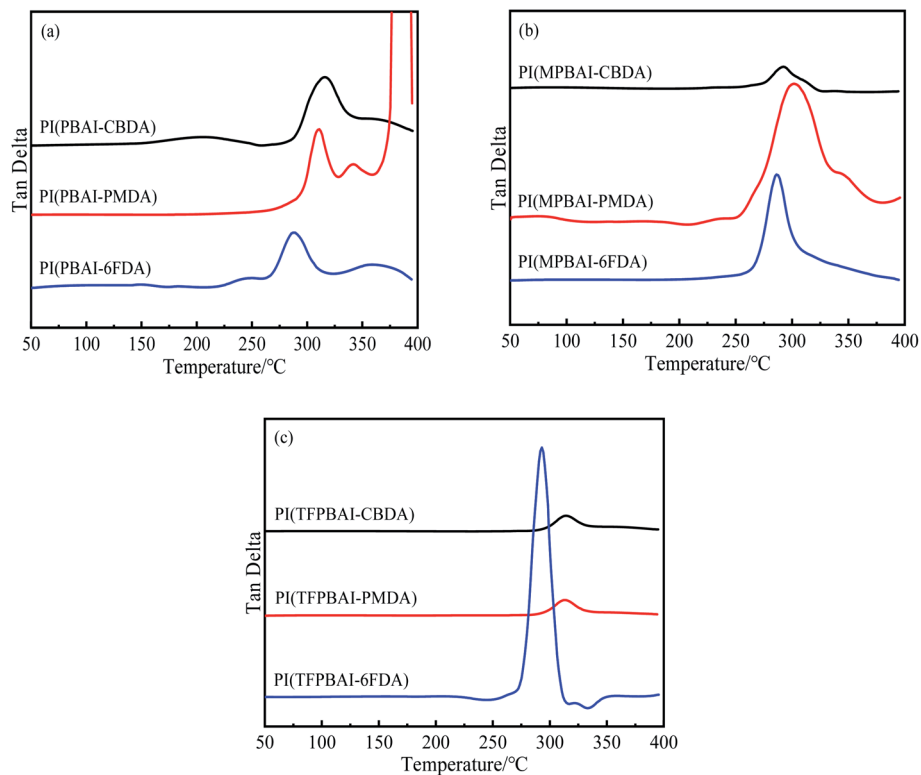 (a)
PI(PBAI-CBDA)
PI(PBAI-PMDA)
PI(PBAI-6FDA)
Tan Delta
50 100 150 200 250 300 350 400
Temperature/°C
(b)
PI(MPBAI-CBDA)
PI(MPBAI-PMDA)
PI(MPBAI-6FDA)
Tan Delta
50 100 150 200 250 300 350 400
Temperature/°C
(c)
PI(TFPBAI-CBDA)
PI(TFPBAI-PMDA)
PI(TFPBAI-6FDA)
Tan Delta
50 100 150 200 250 300 350 400
Temperature/°C